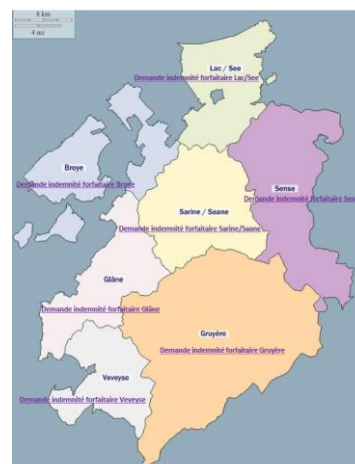 8 km
4 mi
Lac / See
Demande indemnité forfaitaire Lac/See
Broye
Demande indemnité forfaitaire Broye
Sense
Demande indemnité forfaitaire Sen
Sarine / Saane
Demande indemnité forfaitaire Sarine/Saane
Glâne
Demande indemnité forfaitaire Glâne
Gruyère
Demande indemnité forfaitaire Gruyère
Veveyse
Demande indemnité forfaitaire Veveyse